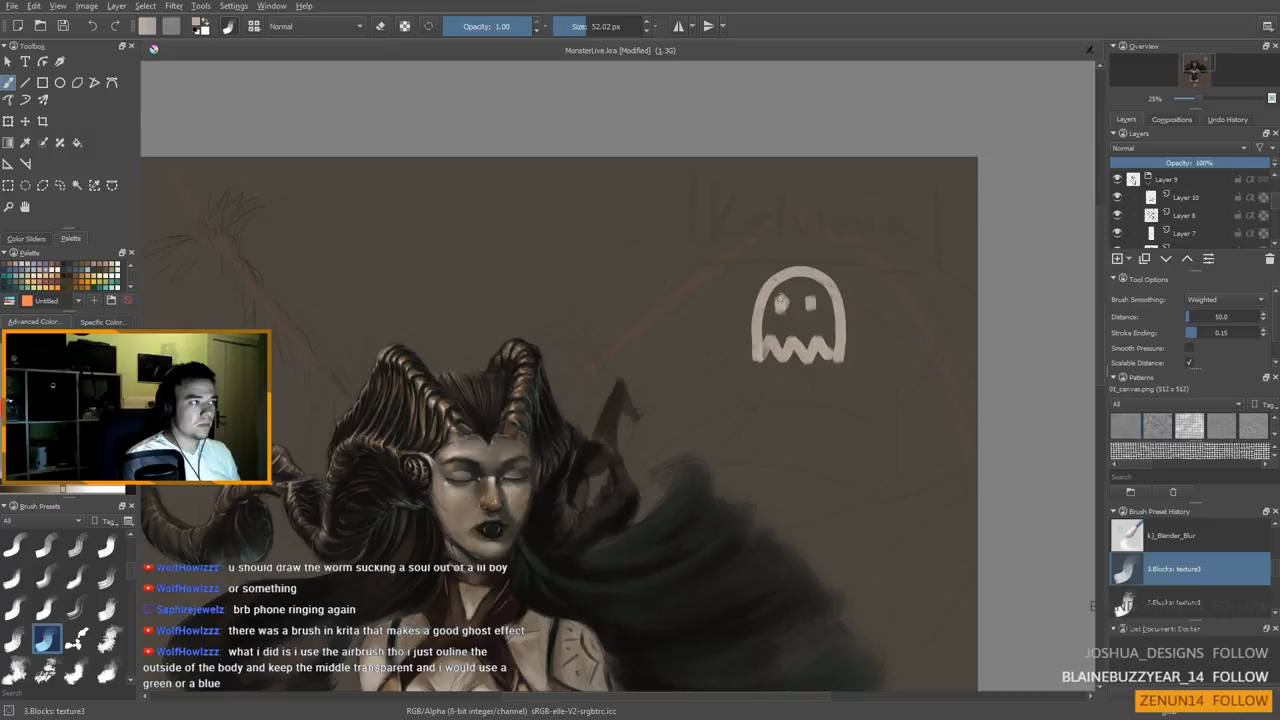 File Edit View Image Layer Select Filter Tools Settings Window Help
Normal Opacity: 1.00 Size: 52.02 px
MonsterLive.kra [Modified] (1.3G)
Toolbox
Overview
25%
Layers Compositions Undo History
Layers
Normal
Opacity: 100%
Layer 9
Layer 10
Layer 8
Layer 7
Color Sliders Palette
Palette
Untitled
Advanced Color... Specific Color...
Tool Options
Brush Smoothing: Weighted
Distance: 50.0
Stroke Ending: 0.15
Smooth Pressure:
Scalable Distance:
Patterns
01_canvas.png (512 x 512)
All Tag
Search
Brush Preset History
k)_Blender_Blur
3.Blocks: texture3
Brush Presets
All Tag
Search
WolfHowlzzz u should draw the worm sucking a soul out of a lil boy
WolfHowlzzz or something
Saphirejewelz brb phone ringing again
WolfHowlzzz there was a brush in krita that makes a good ghost effect
WolfHowlzzz what i did is i use the airbrush tho i just ouline the
outside of the body and keep the middle transparent and i would use a
green or a blue
JOSHUA_DESIGNS FOLLOW
BLAINEBUZZYEAR_14 FOLLOW
ZENUN14 FOLLOW
3.Blocks: texture3
RGB/Alpha (8-bit integer/channel) sRGB-elle-V2-srgbtrc.icc